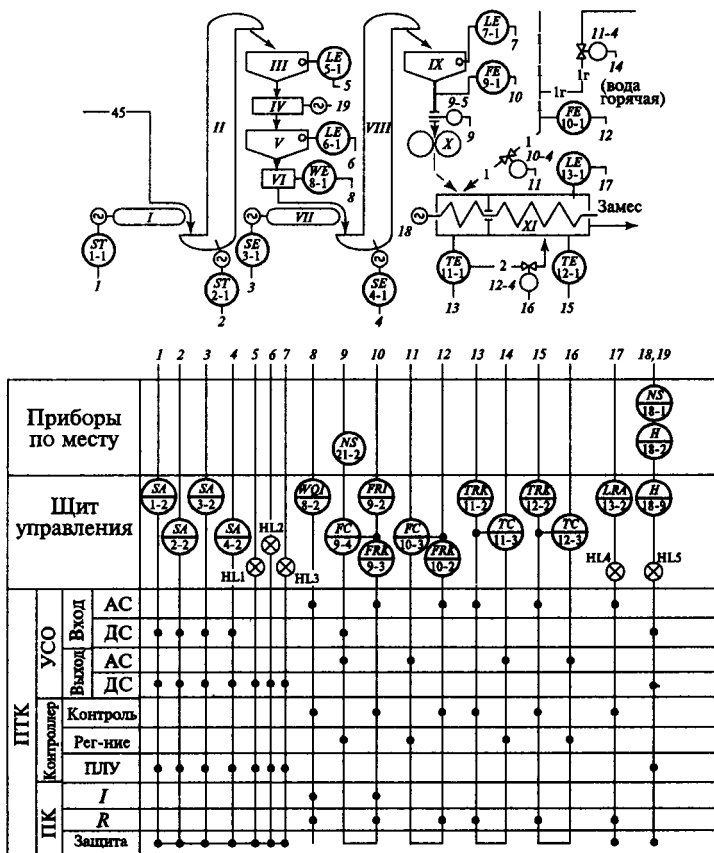 11-4
14
1г
1г
(вода
горячая)
LE
7-1
7
III
LE
5-1
5
IX
FE
9-1
10
II
IV
19
9-5
9
VIII
X
FE
10-1
12
45
V
LE
6-1
6
1
1
10-4
11
LE
13-1
17
VI
WE
8-1
8
I
SE
3-1
VII
18
XI
Замес
ST
1-1
1
ST
2-1
2
3
SE
4-1
4
TE
11-1
13
2
12-4
16
TE
12-1
15
1 2 3 4 5 6 7 8 9 10 11 12 13 14 15 16 17 18, 19
Приборы
по месту
NS
21-2
NS
18-1
H
18-2
Щит
управления
SA
1-2
SA
2-2
SA
3-2
SA
4-2
HL1
HL2
HL3
WQI
8-2
FC
9-4
FRI
9-2
FRK
9-3
FC
10-3
FRK
10-2
TRK
11-2
TC
11-3
TRK
12-2
TC
12-3
LRA
13-2
HL4
H
18-9
HL5
ПТК
УСО
Вход
АС
ДС
Выход
АС
ДС
Контроллер
Контроль
Рег-ние
ПЛУ
ПК
I
R
Защита